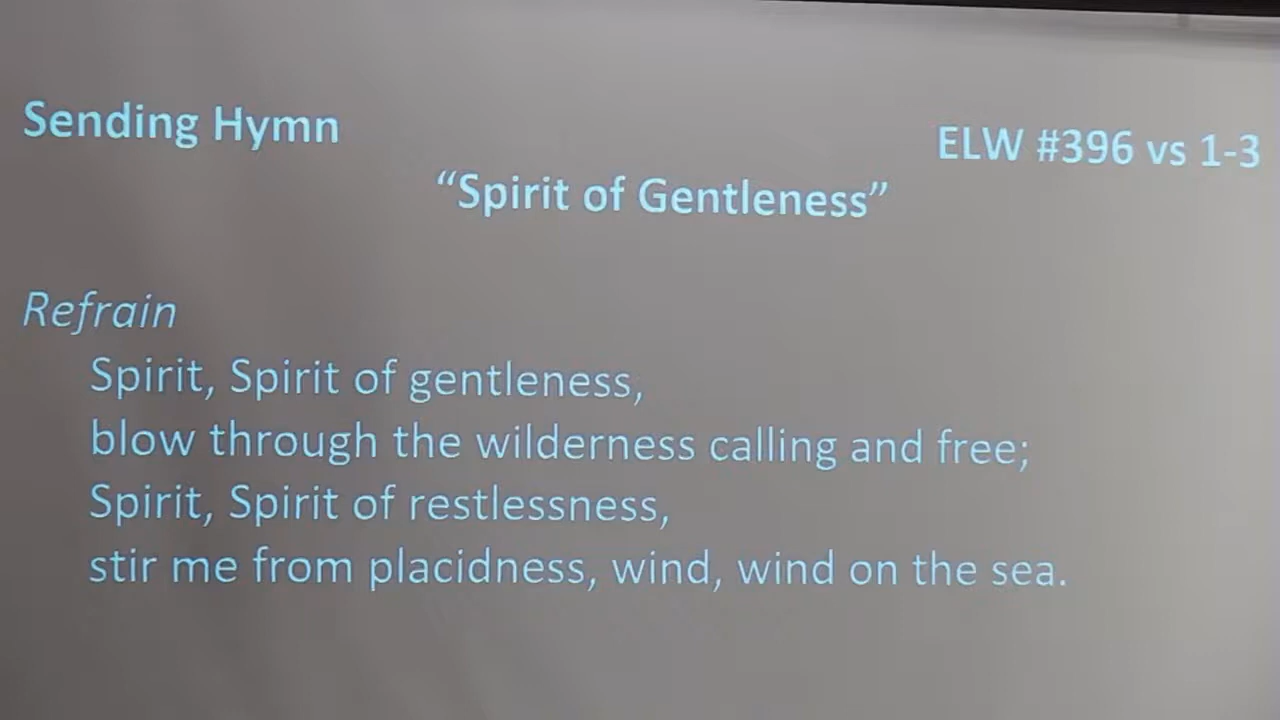 Sending Hymn
ELW #396 vs 1-3
“Spirit of Gentleness”
Refrain
Spirit, Spirit of gentleness,
blow through the wilderness calling and free;
Spirit, Spirit of restlessness,
stir me from placidness, wind, wind on the sea.